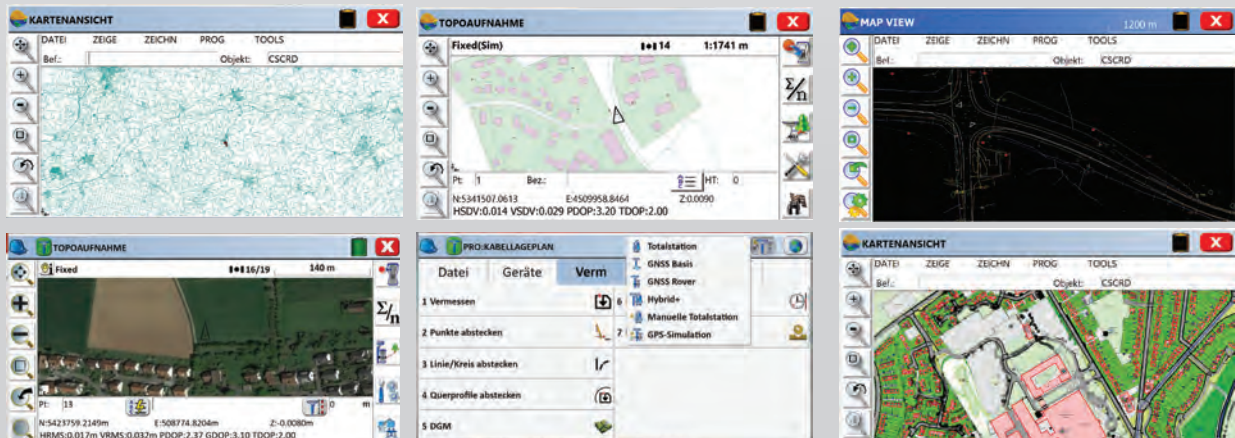 KARTENANSICHT
DATEI ZEIGE ZEICHN PROG TOOLS
Bef.: Objekt: CSCRD
TOPOAUFNAHME
Fixed(Sim) 14 1:1741 m
Σ/n
Pt: 1 Bez.: HT: 0
N:5341507.0613 E:4509958.8464 Z:0.0090
HSDV:0.014 VSDV:0.029 PDOP:3.20 TDOP:2.00
MAP VIEW 1200 m
DATEI ZEIGE ZEICHN PROG TOOLS
Bef.: Objekt: CSCRD
TOPOAUFNAHME
Fixed 16/19 140 m
Σ/n
Pt: 13 0 m
N:5423759.2149m E:508774.8204m Z:-0.0080m
HRMS:0.017m VRMS:0.032m PDOP:2.37 GDOP:3.10 TDOP:2.00
PRO:KABELLAGEPLAN
Datei Geräte Verm
1 Vermessen 6
2 Punkte abstecken 7
3 Linie/Kreis abstecken
4 Querprofile abstecken
5 DGM
Totalstation
GNSS Basis
GNSS Rover
Hybrid+
Manuelle Totalstation
GPS-Simulation
KARTENANSICHT
DATEI ZEIGE ZEICHN PROG TOOLS
Bef.: Objekt: CSCRD